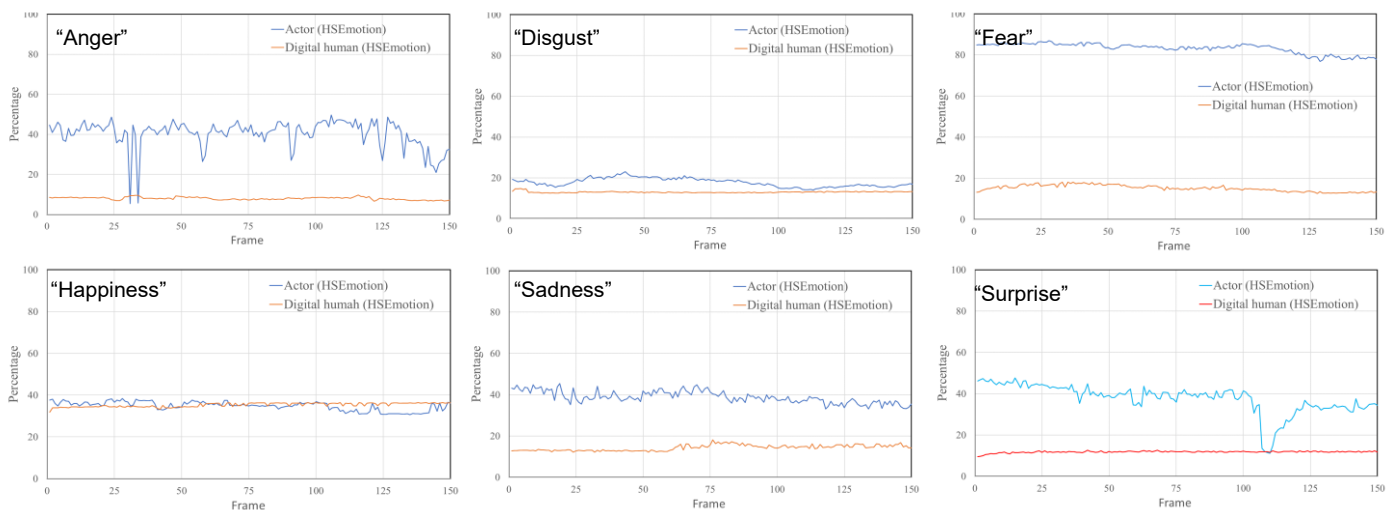 “Anger”
Actor (HSEmotion)
Digital human (HSEmotion)
Percentage
100
80
60
40
20
0
0 25 50 75 100 125 150
Frame
“Disgust”
Actor (HSEmotion)
Digital human (HSEmotion)
Percentage
100
80
60
40
20
0
0 25 50 75 100 125 150
Frame
“Fear”
Actor (HSEmotion)
Digital human (HSEmotion)
Percentage
100
80
60
40
20
0
0 25 50 75 100 125 150
Frame
“Happiness”
Actor (HSEmotion)
Digital humah (HSEmotion)
Percentage
100
80
60
40
20
0
0 25 50 75 100 125 150
Frame
“Sadness”
Actor (HSEmotion)
Digital human (HSEmotion)
Percentage
100
80
60
40
20
0
0 25 50 75 100 125 150
Frame
“Surprise”
Actor (HSEmotion)
Digital human (HSEmotion)
Percentage
100
80
60
40
20
0
0 25 50 75 100 125 150
Frame